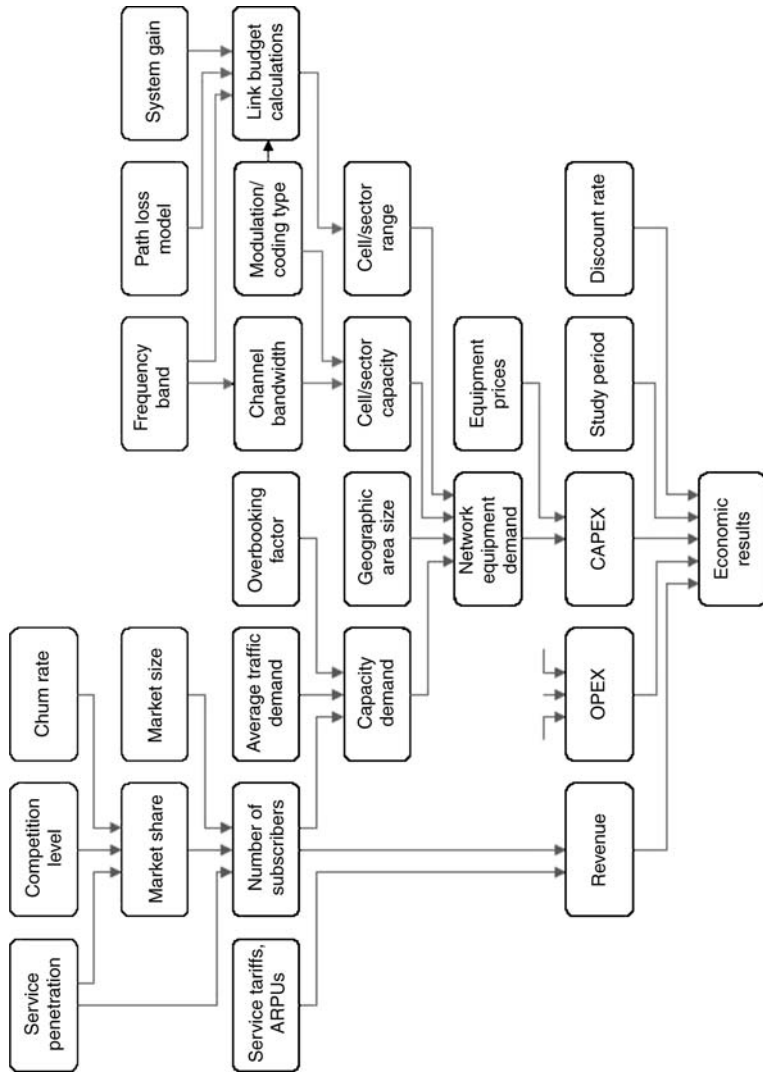 Service
penetration
Competition
level
Chum rate
Market share
Market size
Frequency
band
Path loss
model
System gain
Service tariffs,
ARPUs
Number of
subscribers
Average traffic
demand
Overbooking
factor
Channel
bandwidth
Modulation/
coding type
Link budget
calculations
Capacity
demand
Geographic
area size
Cell/sector
capacity
Cell/sector
range
Network
equipment
demand
Equipment
prices
Revenue
OPEX
CAPEX
Study period
Discount rate
Economic
results